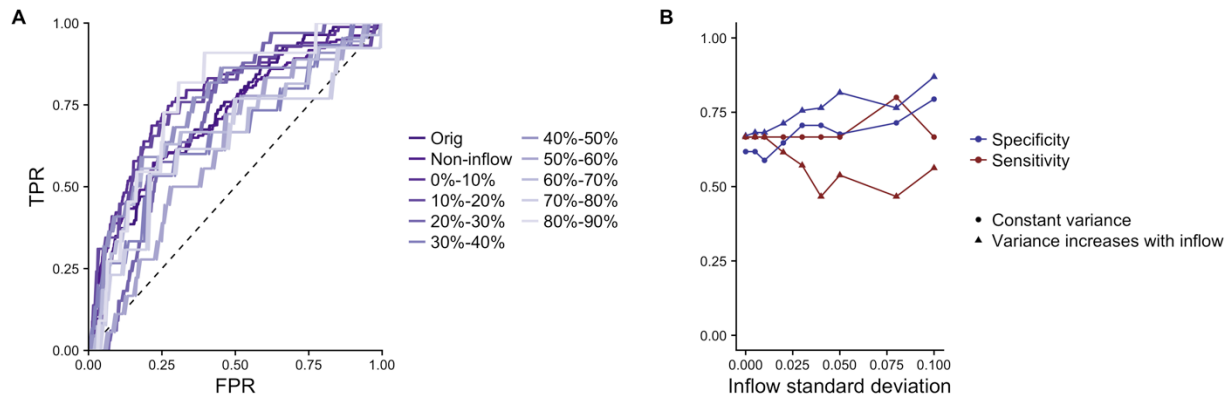 A
1.00
0.75
0.50
0.25
0.00
TPR
0.00
0.25
0.50
0.75
1.00
FPR
Orig
Non-inflow
0%-10%
10%-20%
20%-30%
30%-40%
40%-50%
50%-60%
60%-70%
70%-80%
80%-90%
B
1.00
0.75
0.50
0.25
0.00
0.000
0.025
0.050
0.075
0.100
Inflow standard deviation
Specificity
Sensitivity
Constant variance
Variance increases with inflow